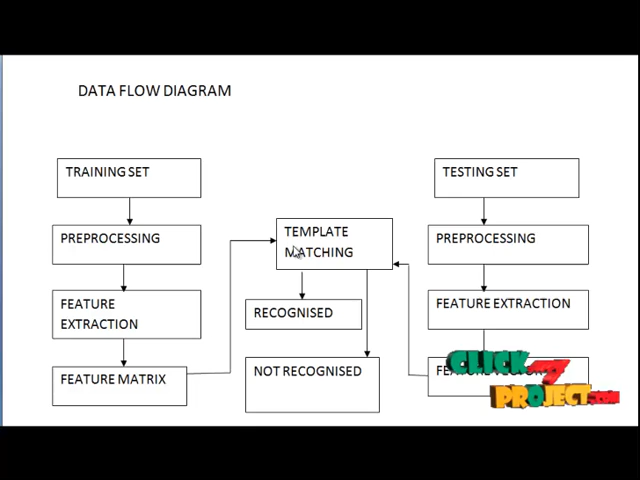 DATA FLOW DIAGRAM
TRAINING SET
PREPROCESSING
FEATURE
EXTRACTION
FEATURE MATRIX
TEMPLATE
MATCHING
RECOGNISED
NOT RECOGNISED
TESTING SET
PREPROCESSING
FEATURE EXTRACTION
CLICK
PROJECT.COM